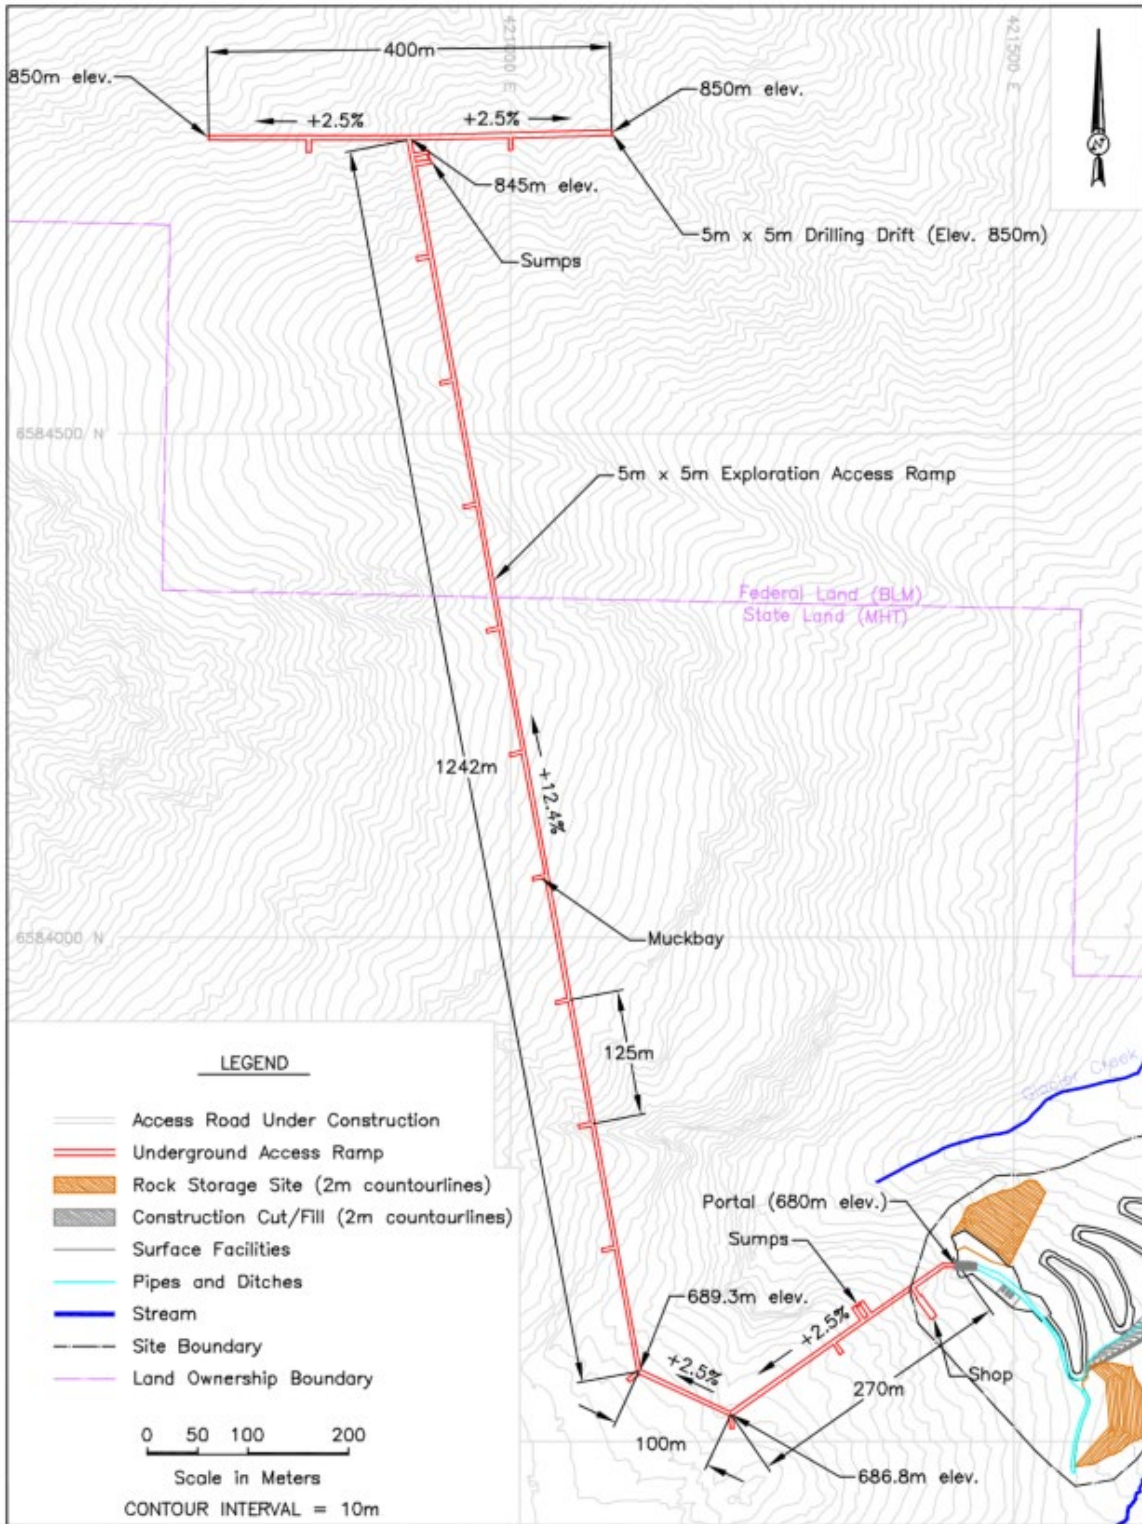 400m
421000 E
421500 E
850m elev.
850m elev.
+2.5%
+2.5%
N
845m elev.
5m x 5m Drilling Drift (Elev. 850m)
Sumps
6584500 N
5m x 5m Exploration Access Ramp
Federal Land (BLM)
State Land (MHT)
1242m
+12.4%
6584000 N
Muckbay
125m
Glacier Creek
LEGEND
Access Road Under Construction
Underground Access Ramp
Rock Storage Site (2m countourlines)
Construction Cut/Fill (2m countourlines)
Surface Facilities
Pipes and Ditches
Stream
Site Boundary
Land Ownership Boundary
0 50 100 200
Scale in Meters
CONTOUR INTERVAL = 10m
Portal (680m elev.)
Sumps
689.3m elev.
+2.5%
+2.5%
Shop
270m
100m
686.8m elev.